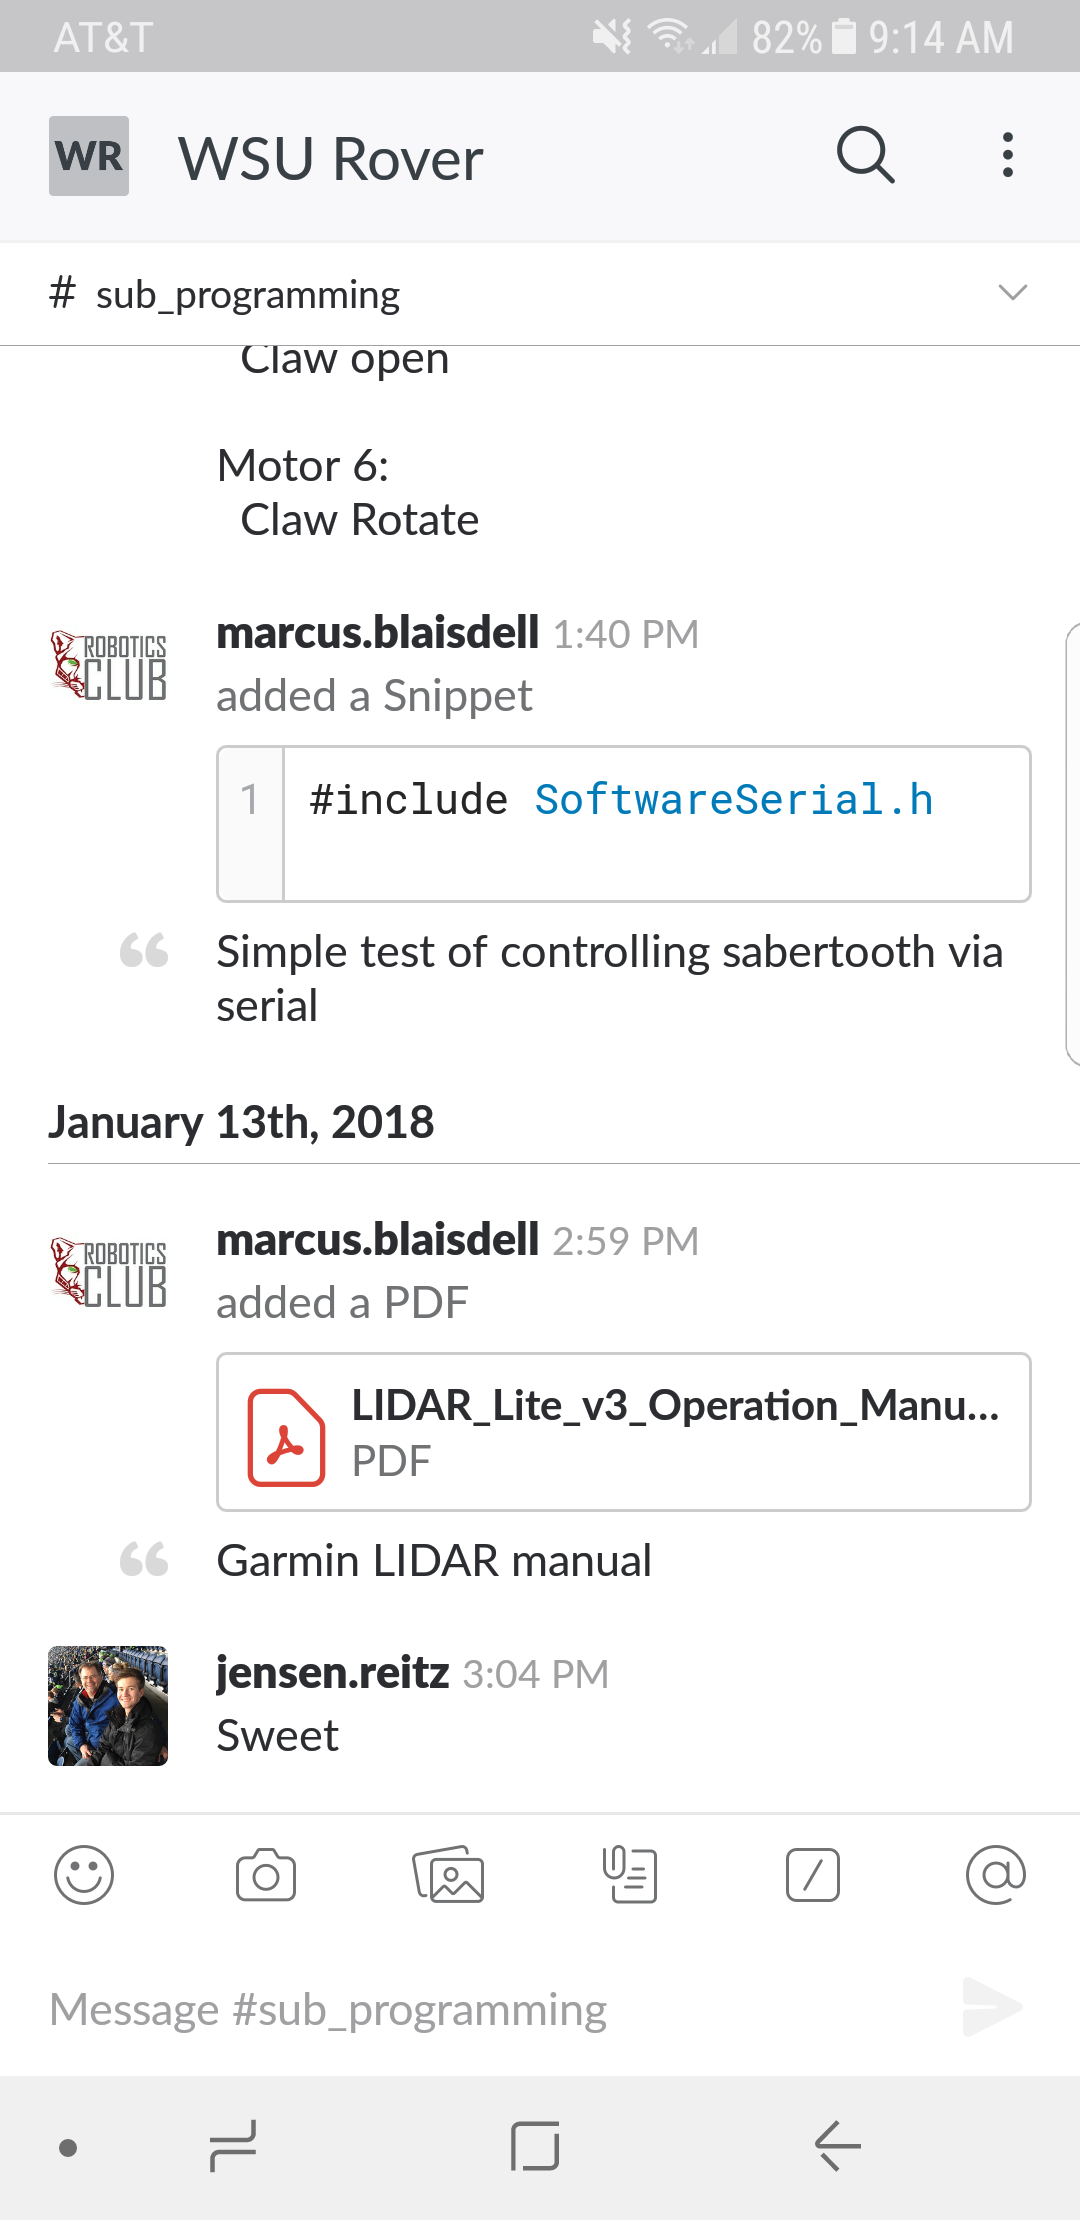 AT&T 82% 9:14 AM
WR WSU Rover
# sub_programming
Claw open
Motor 6:
Claw Rotate
ROBOTICS
CLUB
marcus.blaisdell 1:40 PM
added a Snippet
1 #include SoftwareSerial.h
Simple test of controlling sabertooth via
serial
January 13th, 2018
ROBOTICS
CLUB
marcus.blaisdell 2:59 PM
added a PDF
LIDAR_Lite_v3_Operation_Manu...
PDF
Garmin LIDAR manual
jensen.reitz 3:04 PM
Sweet
Message #sub_programming